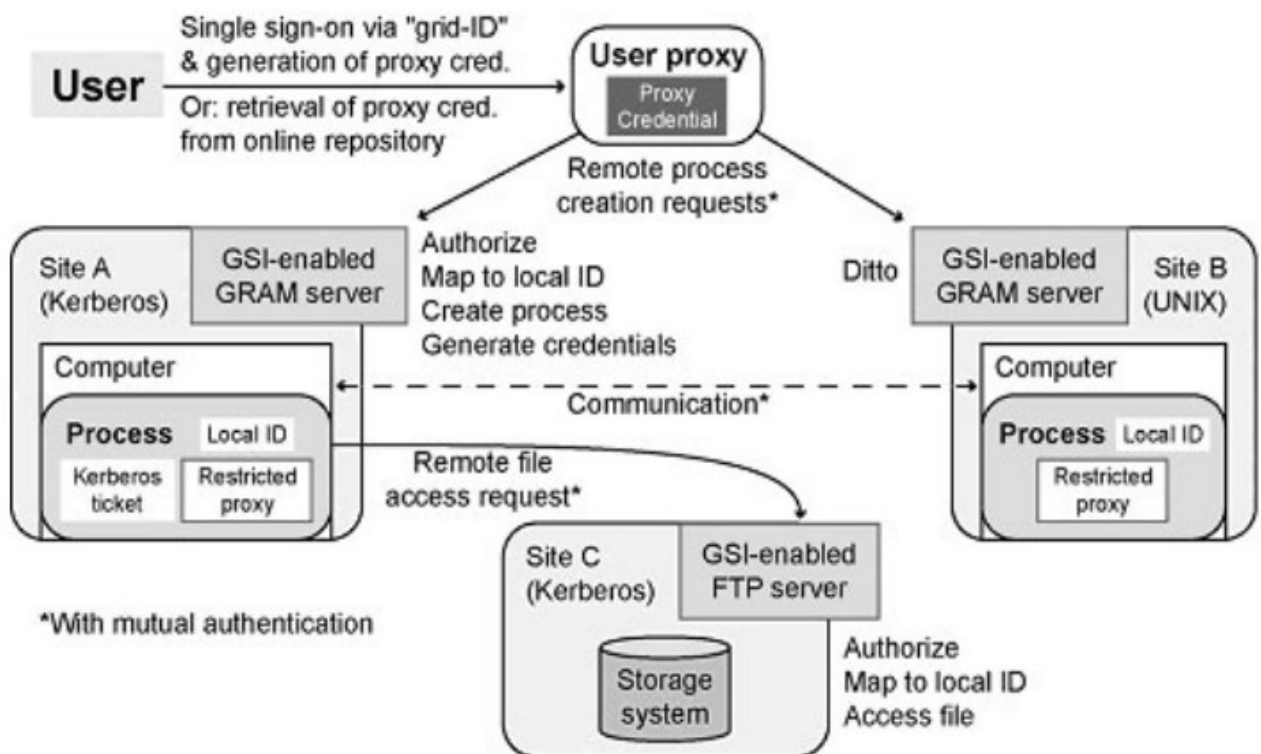 Single sign-on via "grid-ID"
& generation of proxy cred.
User
Or: retrieval of proxy cred.
from online repository
User proxy
Proxy
Credential
Remote process
creation requests*
Site A
(Kerberos)
GSI-enabled
GRAM server
Authorize
Map to local ID
Create process
Generate credentials
Ditto
GSI-enabled
GRAM server
Site B
(UNIX)
Computer
Process
Local ID
Kerberos
ticket
Restricted
proxy
Communication*
Computer
Process
Local ID
Restricted
proxy
Remote file
access request*
Site C
(Kerberos)
GSI-enabled
FTP server
Storage
system
Authorize
Map to local ID
Access file
*With mutual authentication